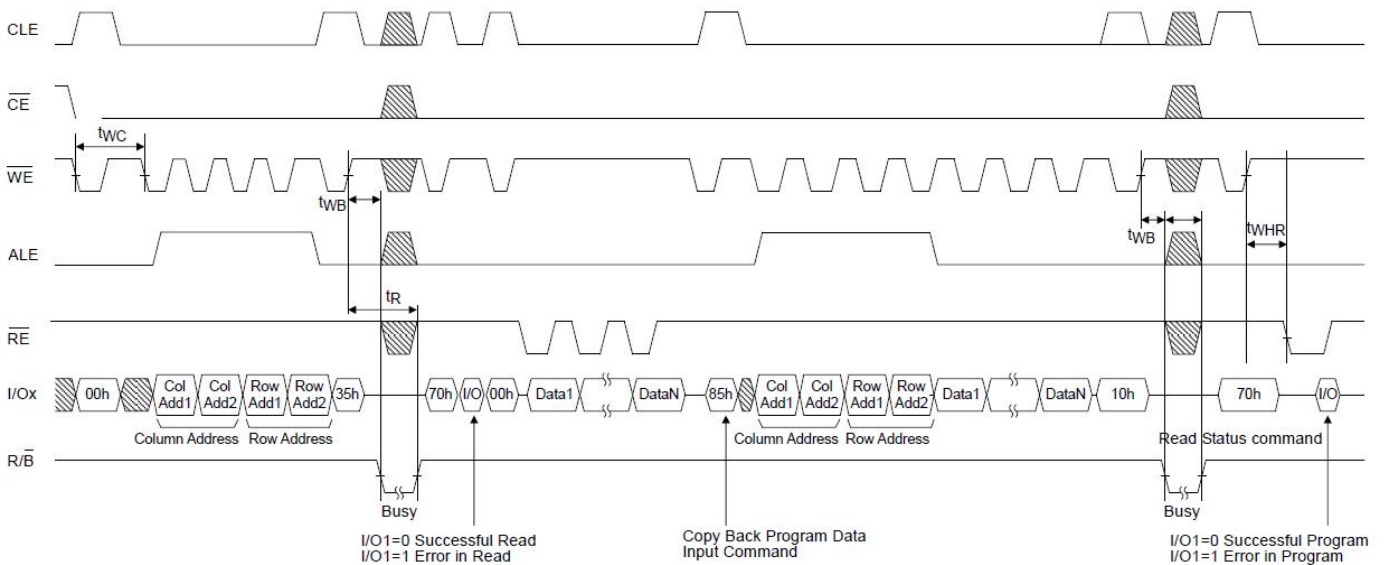 CLE
CE
tWC
WE
tWB
tWB
tWHR
ALE
tR
RE
I/Ox
00h
Col Add1
Col Add2
Row Add1
Row Add2
35h
70h
I/O
00h
Data1
DataN
85h
Col Add1
Col Add2
Row Add1
Row Add2
Data1
DataN
10h
70h
I/O
Column Address
Row Address
Column Address
Row Address
Read Status command
R/B
Busy
Busy
I/O1=0 Successful Read
I/O1=1 Error in Read
Copy Back Program Data
Input Command
I/O1=0 Successful Program
I/O1=1 Error in Program